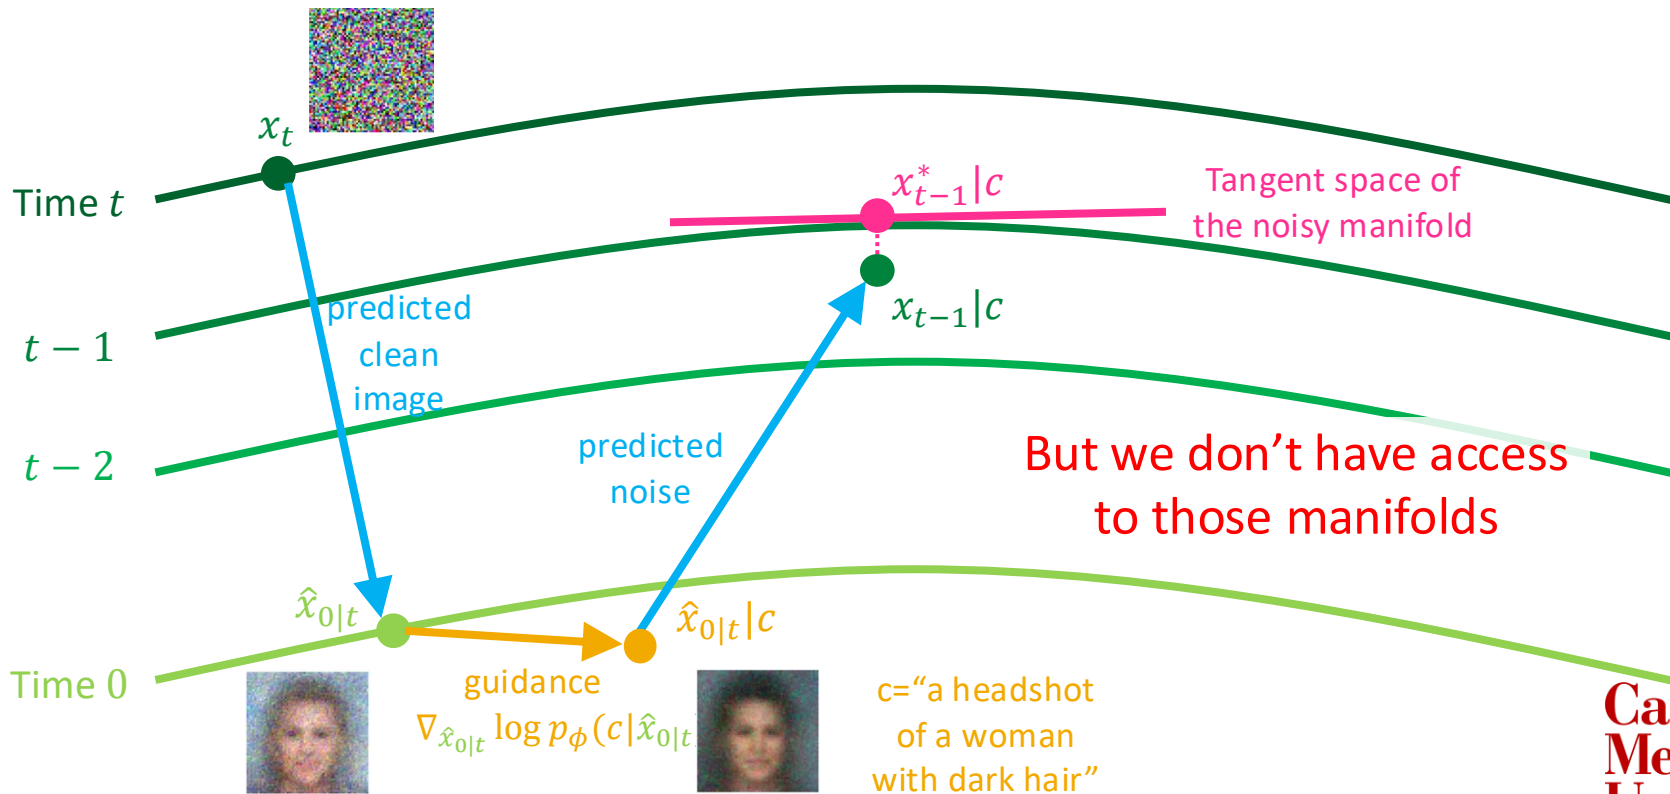 x_t
Time t
x*_{t−1}|c
Tangent space of
the noisy manifold
x_{t−1}|c
predicted
clean
image
t − 1
t − 2
predicted
noise
But we don’t have access
to those manifolds
x̂_{0|t}
x̂_{0|t}|c
Time 0
guidance
∇_{x̂_{0|t}} log p_ϕ(c|x̂_{0|t}
c=“a headshot
of a woman
with dark hair”
Ca
Me